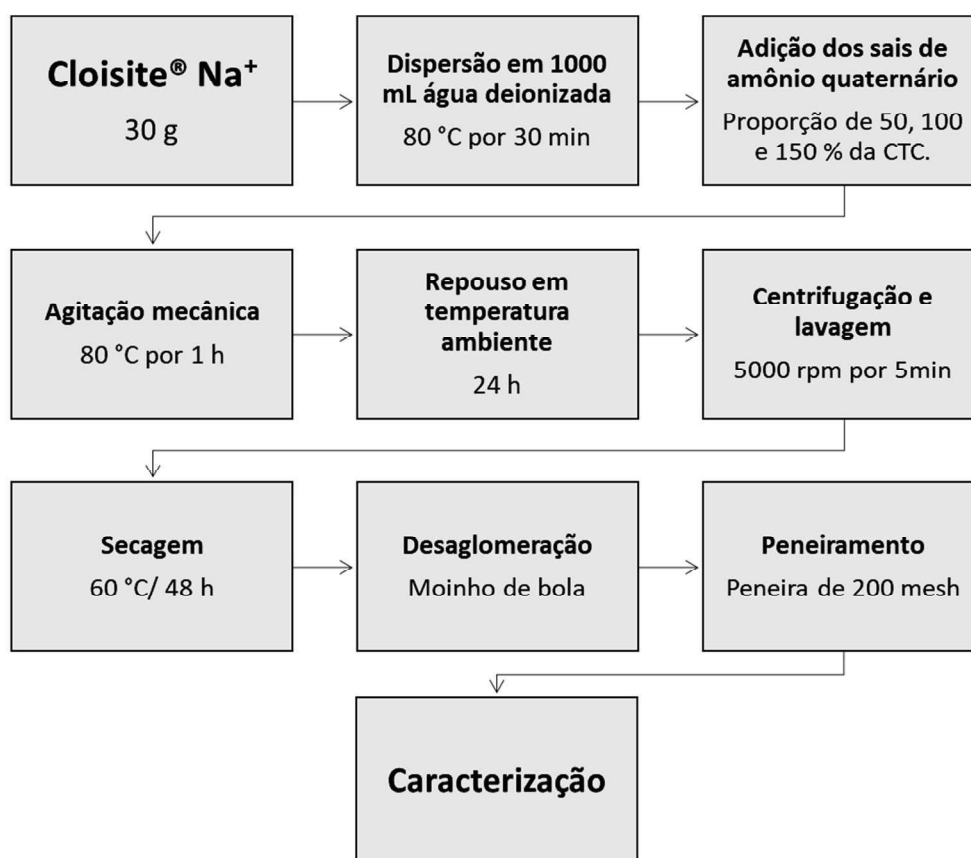 Cloisite® Na⁺
30 g
Dispersão em 1000
mL água deionizada
80 °C por 30 min
Adição dos sais de
amônio quaternário
Proporção de 50, 100
e 150 % da CTC.
Agitação mecânica
80 °C por 1 h
Repouso em
temperatura
ambiente
24 h
Centrifugação e
lavagem
5000 rpm por 5min
Secagem
60 °C/ 48 h
Desaglomeração
Moinho de bola
Peneiramento
Peneira de 200 mesh
Caracterização